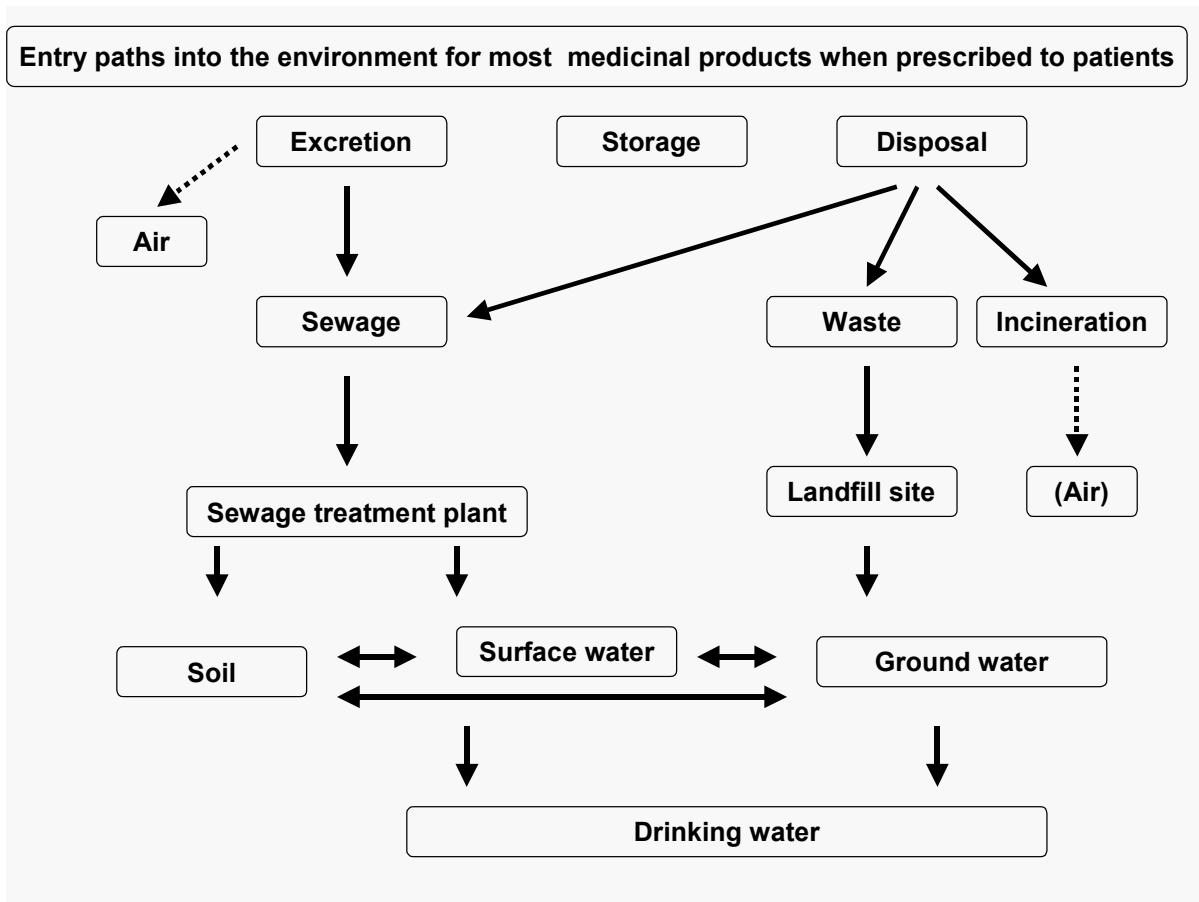 Entry paths into the environment for most medicinal products when prescribed to patients
Excretion
Storage
Disposal
Air
Sewage
Waste
Incineration
Landfill site
(Air)
Sewage treatment plant
Surface water
Ground water
Soil
Drinking water